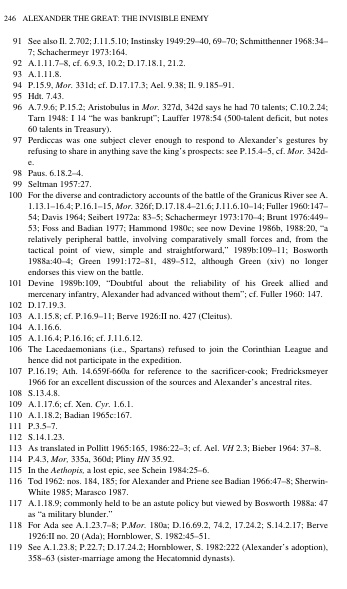 246 ALEXANDER THE GREAT: THE INVISIBLE ENEMY
91 See also Il. 2.702; J.11.5.10; Instinsky 1949:29–40, 69–70; Schmitthenner 1968:34–
7; Schachermeyr 1973:164.
92 A.1.11.7–8, cf. 6.9.3, 10.2; D.17.18.1, 21.2.
93 A.1.11.8.
94 P.15.9, Mor. 331d; cf. D.17.17.3; Ael. 9.38; Il. 9.185–91.
95 Hdt. 7.43.
96 A.7.9.6; P.15.2; Aristobulus in Mor. 327d, 342d says he had 70 talents; C.10.2.24;
Tarn 1948: I 14 “he was bankrupt”; Lauffer 1978:54 (500-talent deficit, but notes
60 talents in Treasury).
97 Perdiccas was one subject clever enough to respond to Alexander's gestures by
refusing to share in anything save the king's prospects: see P.15.4–5, cf. Mor. 342d-
e.
98 Paus. 6.18.2–4.
99 Seltman 1957:27.
100 For the diverse and contradictory accounts of the battle of the Granicus River see A.
1.13.1–16.4; P.16.1–15, Mor. 326f; D.17.18.4–21.6; J.11.6.10–14; Fuller 1960:147–
54; Davis 1964; Seibert 1972a: 83–5; Schachermeyr 1973:170–4; Brunt 1976:449–
53; Foss and Badian 1977; Hammond 1980c; see now Devine 1986b, 1988:20, “a
relatively peripheral battle, involving comparatively small forces and, from the
tactical point of view, simple and straightforward,” 1989b:109–11; Bosworth
1988a:40–4; Green 1991:172–81, 489–512, although Green (xiv) no longer
endorses this view on the battle.
101 Devine 1989b:109, “Doubtful about the reliability of his Greek allied and
mercenary infantry, Alexander had advanced without them”; cf. Fuller 1960: 147.
102 D.17.19.3.
103 A.1.15.8; cf. P.16.9–11; Berve 1926:II no. 427 (Cleitus).
104 A.1.16.6.
105 A.1.16.4; P.16.16; cf. J.11.6.12.
106 The Lacedaemonians (i.e., Spartans) refused to join the Corinthian League and
hence did not participate in the expedition.
107 P.16.19; Ath. 14.659f-660a for reference to the sacrificer-cook; Fredricksmeyer
1966 for an excellent discussion of the sources and Alexander's ancestral rites.
108 S.13.4.8.
109 A.1.17.6; cf. Xen. Cyr. 1.6.1.
110 A.1.18.2; Badian 1965c:167.
111 P.3.5–7.
112 S.14.1.23.
113 As translated in Pollitt 1965:165, 1986:22–3; cf. Ael. VH 2.3; Bieber 1964: 37–8.
114 P.4.3, Mor, 335a, 360d; Pliny HN 35.92.
115 In the Aethopis, a lost epic, see Schein 1984:25–6.
116 Tod 1962: nos. 184, 185; for Alexander and Priene see Badian 1966:47–8; Sherwin-
White 1985; Marasco 1987.
117 A.1.18.9; commonly held to be an astute policy but viewed by Bosworth 1988a: 47
as “a military blunder.”
118 For Ada see A.1.23.7–8; P.Mor. 180a; D.16.69.2, 74.2, 17.24.2; S.14.2.17; Berve
1926:II no. 20 (Ada); Hornblower, S. 1982:45–51.
119 See A.1.23.8; P.22.7; D.17.24.2; Hornblower, S. 1982:222 (Alexander's adoption),
358–63 (sister-marriage among the Hecatomnid dynasts).